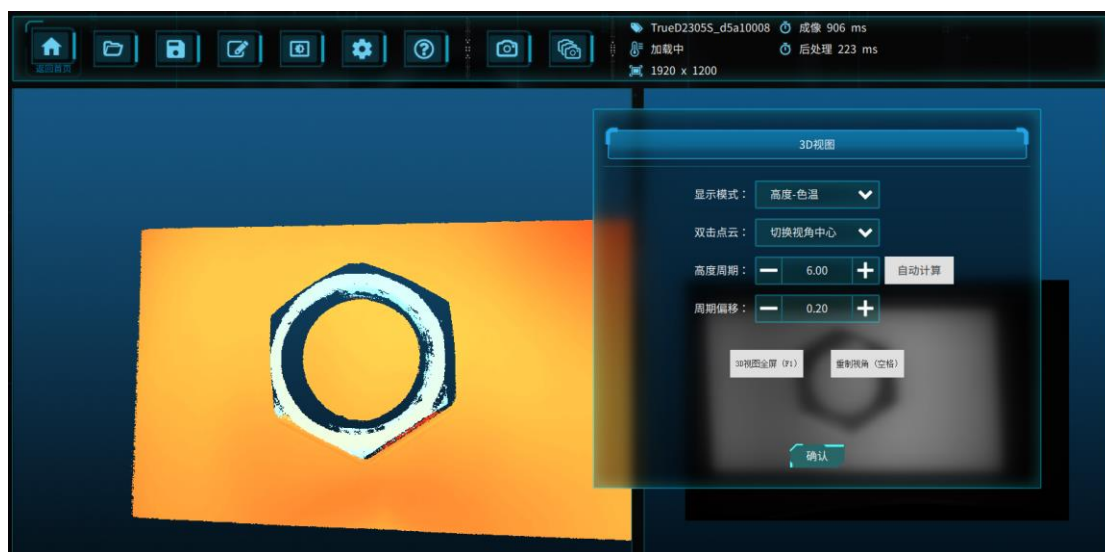 TrueD2305S_d5a10008 成像 906 ms
加载中 后处理 223 ms
1920 x 1200
返回首页
3D视图
显示模式： 高度-色温
双击点云： 切换视角中心
高度周期： 6.00 自动计算
周期偏移： 0.20
3D视图全屏（F1） 重制视角（空格）
确认